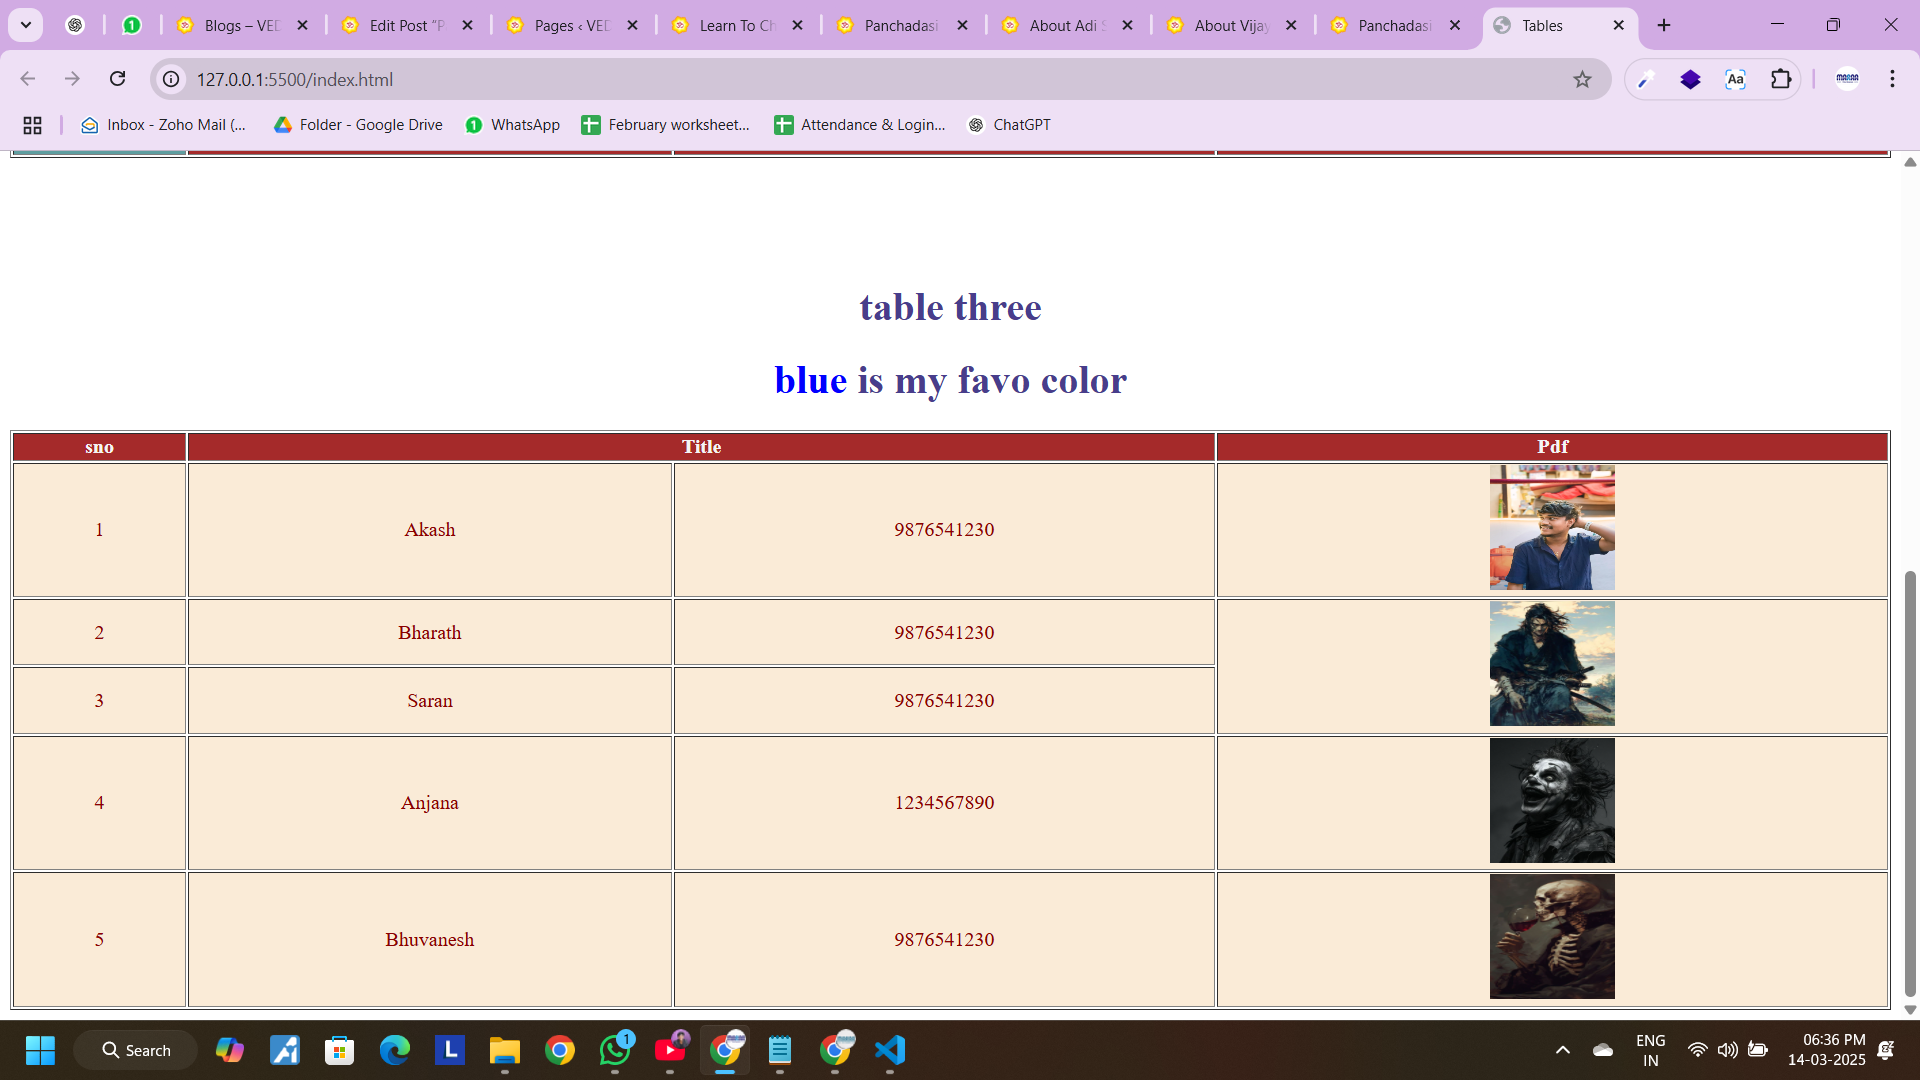 Blogs – VED
Edit Post “P
Pages ‹ VED
Learn To Ch
Panchadasi
About Adi S
About Vijay
Panchadasi
Tables
127.0.0.1:5500/index.html
Inbox - Zoho Mail (...
Folder - Google Drive
WhatsApp
February worksheet...
Attendance & Login...
ChatGPT
table three
blue is my favo color
sno Title Pdf
1 Akash 9876541230
2 Bharath 9876541230
3 Saran 9876541230
4 Anjana 1234567890
5 Bhuvanesh 9876541230
Search
1
L
ENG
IN
06:36 PM
14-03-2025